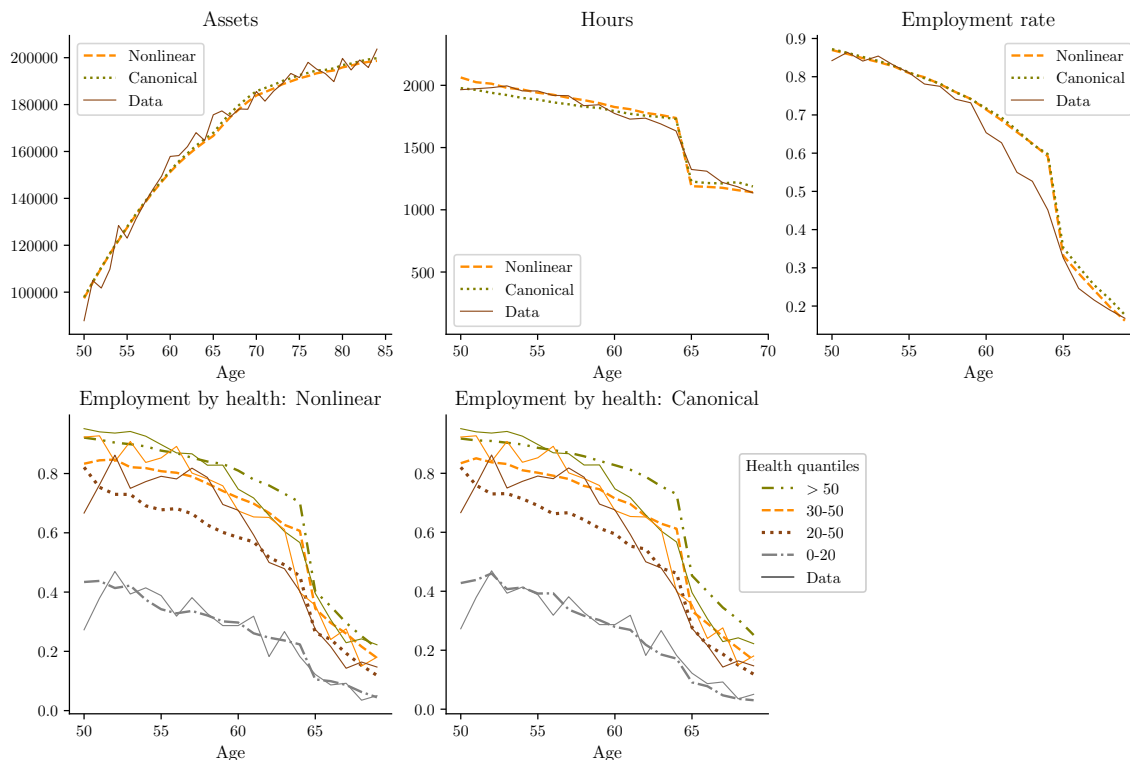 Assets
Nonlinear
Canonical
Data
200000
180000
160000
140000
120000
100000
50 55 60 65 70 75 80 85
Age
Hours
2000
1500
1000
500
Nonlinear
Canonical
Data
50 55 60 65 70
Age
Employment rate
Nonlinear
Canonical
Data
0.9
0.8
0.7
0.6
0.5
0.4
0.3
0.2
50 55 60 65
Age
Employment by health: Nonlinear
0.8
0.6
0.4
0.2
0.0
50 55 60 65
Age
Employment by health: Canonical
0.8
0.6
0.4
0.2
0.0
50 55 60 65
Age
Health quantiles
> 50
30-50
20-50
0-20
Data